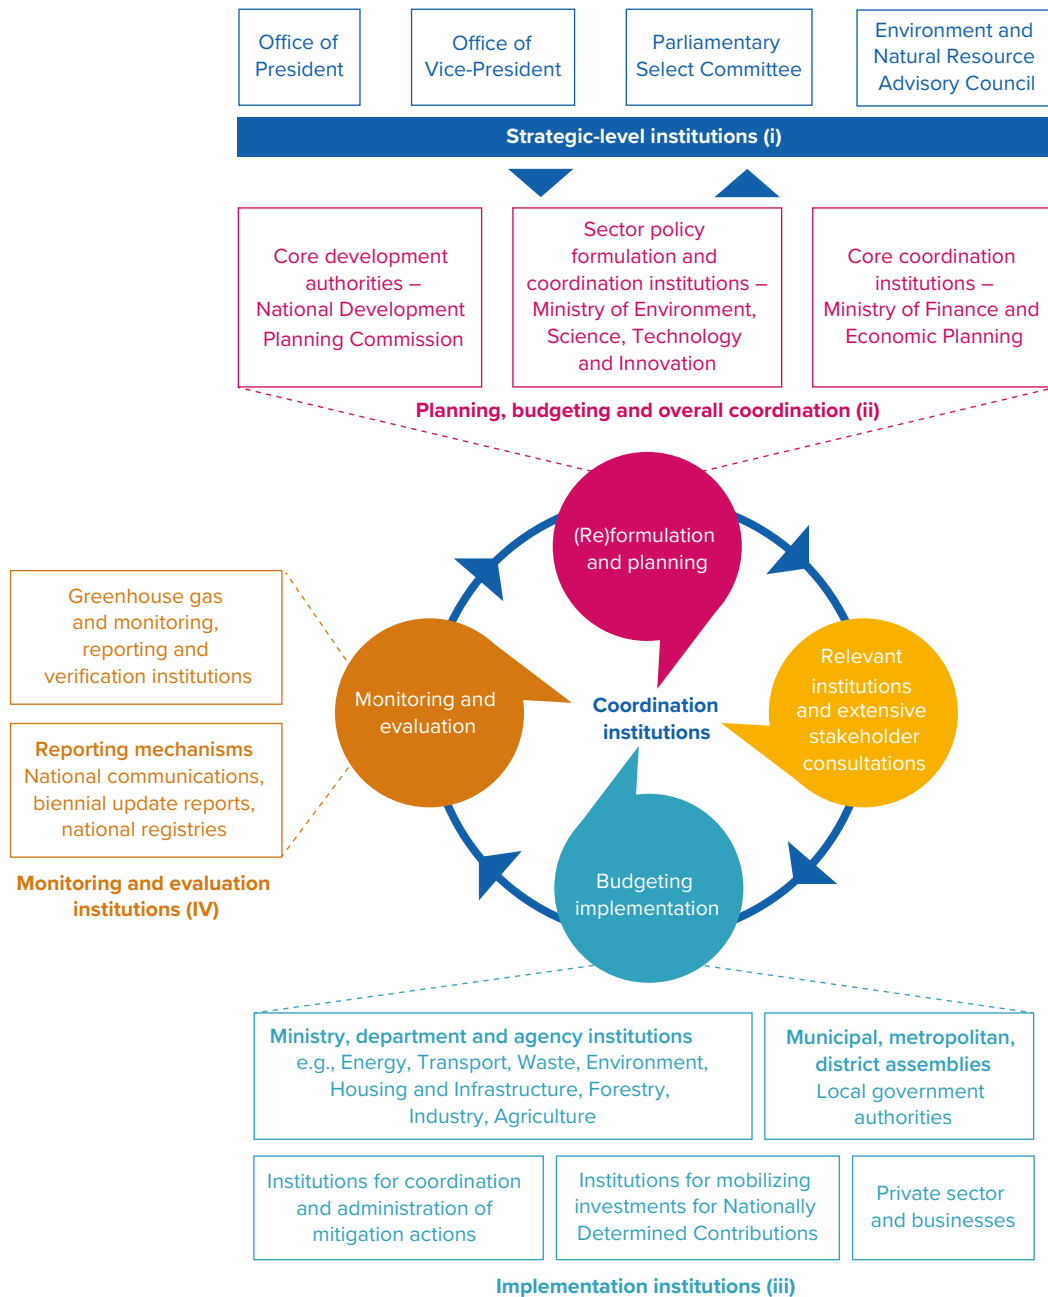 Office of
President
Office of
Vice-President
Parliamentary
Select Committee
Environment and
Natural Resource
Advisory Council
Strategic-level institutions (i)
Core development
authorities –
National Development
Planning Commission
Sector policy
formulation and
coordination institutions –
Ministry of Environment,
Science, Technology
and Innovation
Core coordination
institutions –
Ministry of Finance and
Economic Planning
Planning, budgeting and overall coordination (ii)
(Re)formulation
and planning
Greenhouse gas
and monitoring,
reporting and
verification institutions
Reporting mechanisms
National communications,
biennial update reports,
national registries
Monitoring and evaluation
institutions (IV)
Monitoring and
evaluation
Coordination
institutions
Relevant
institutions
and extensive
stakeholder
consultations
Budgeting
implementation
Ministry, department and agency institutions
e.g., Energy, Transport, Waste, Environment,
Housing and Infrastructure, Forestry,
Industry, Agriculture
Municipal, metropolitan,
district assemblies
Local government
authorities
Institutions for coordination
and administration of
mitigation actions
Institutions for mobilizing
investments for Nationally
Determined Contributions
Private sector
and businesses
Implementation institutions (iii)